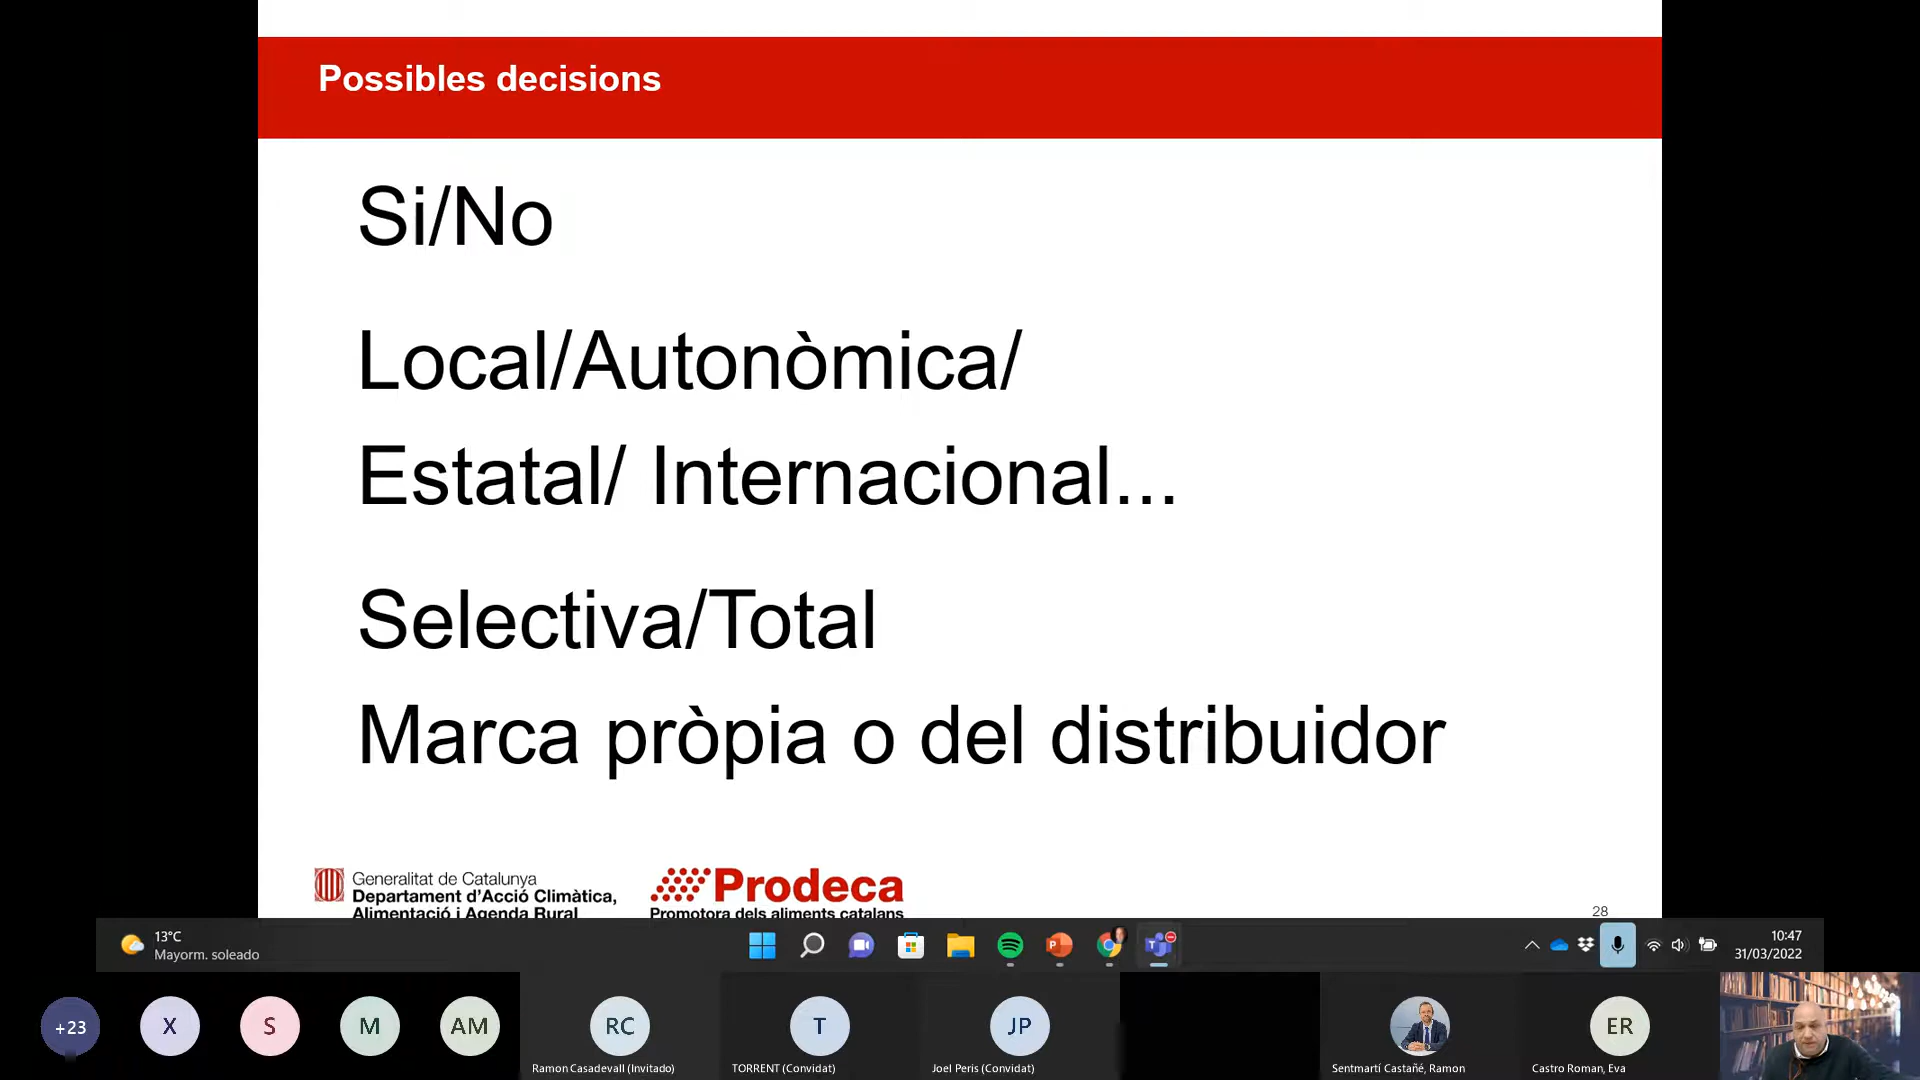 Possibles decisions
Si/No
Local/Autonòmica/
Estatal/ Internacional...
Selectiva/Total
Marca pròpia o del distribuidor
Generalitat de Catalunya
Departament d'Acció Climàtica,
Alimentació i Agenda Rural
Prodeca
Promotora dels aliments catalans
28
13°C
Mayorm. soleado
10:47
31/03/2022
+23
X
S
M
AM
RC
T
JP
ER
Ramon Casadevall (Invitado)
TORRENT (Convidat)
Joel Peris (Convidat)
Sentmartí Castañé, Ramon
Castro Roman, Eva